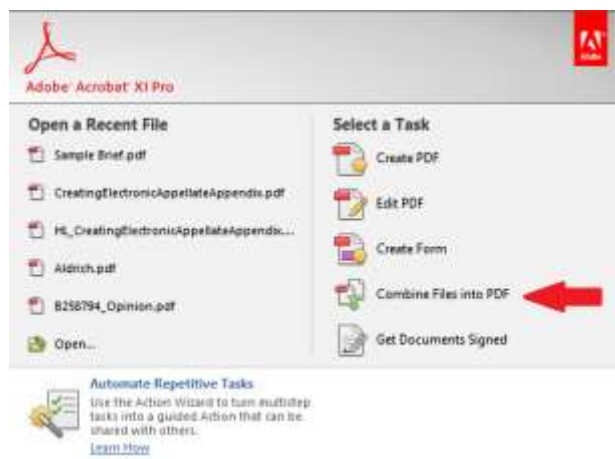 Adobe® Acrobat® XI Pro
Adobe
Open a Recent File
Sample Brief.pdf
CreatingElectronicAppellateAppendix.pdf
HL_CreatingElectronicAppellateAppendix....
Aldrich.pdf
B258794_Opinion.pdf
Open...
Select a Task
Create PDF
Edit PDF
Create Form
Combine Files into PDF
Get Documents Signed
Automate Repetitive Tasks
Use the Action Wizard to turn multistep
tasks into a guided Action that can be
shared with others.
Learn How